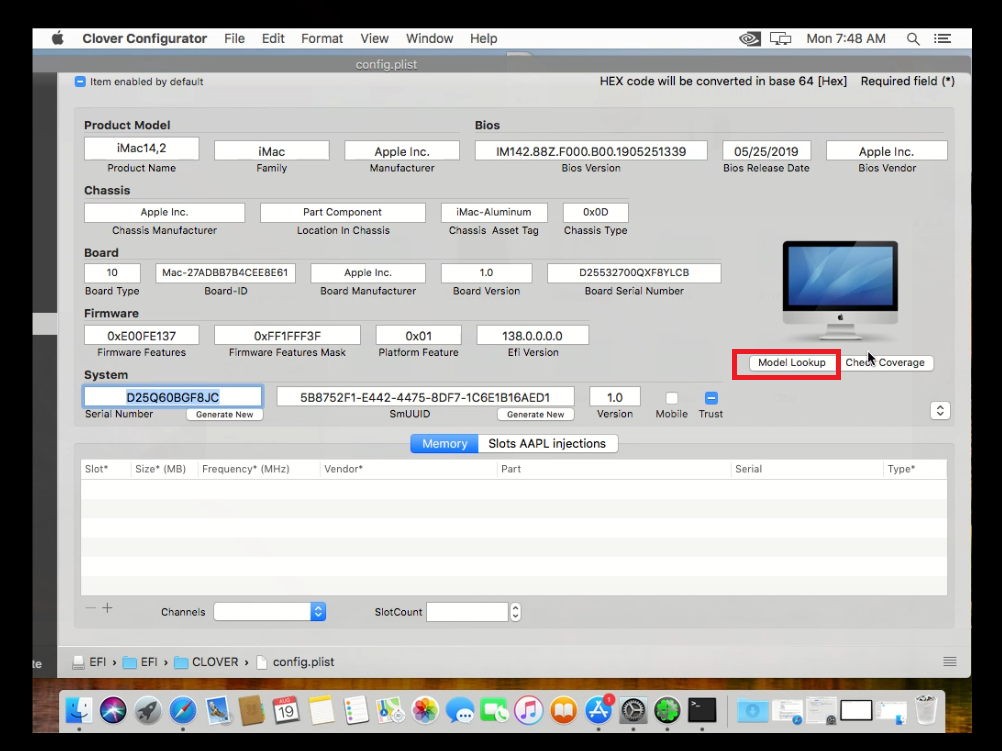 Clover Configurator File Edit Format View Window Help Mon 7:48 AM
config.plist
Item enabled by default HEX code will be converted in base 64 [Hex] Required field (*)
Product Model Bios
iMac14,2 iMac Apple Inc. IM142.88Z.F000.B00.1905251339 05/25/2019 Apple Inc.
Product Name Family Manufacturer Bios Version Bios Release Date Bios Vendor
Chassis
Apple Inc. Part Component iMac-Aluminum 0x0D
Chassis Manufacturer Location In Chassis Chassis Asset Tag Chassis Type
Board
10 Mac-27ADBB7B4CEE8E61 Apple Inc. 1.0 D25532700QXF8YLCB
Board Type Board-ID Board Manufacturer Board Version Board Serial Number
Firmware
0xE00FE137 0xFF1FFF3F 0x01 138.0.0.0.0
Firmware Features Firmware Features Mask Platform Feature Efi Version
Model Lookup Check Coverage
System
D25Q60BGF8JC 5B8752F1-E442-4475-8DF7-1C6E1B16AED1 1.0
Serial Number Generate New SmUUID Generate New Version Mobile Trust
Memory Slots AAPL injections
Slot* Size* (MB) Frequency* (MHz) Vendor* Part Serial Type*
Channels SlotCount
te EFI › EFI › CLOVER › config.plist
AUG
19
1